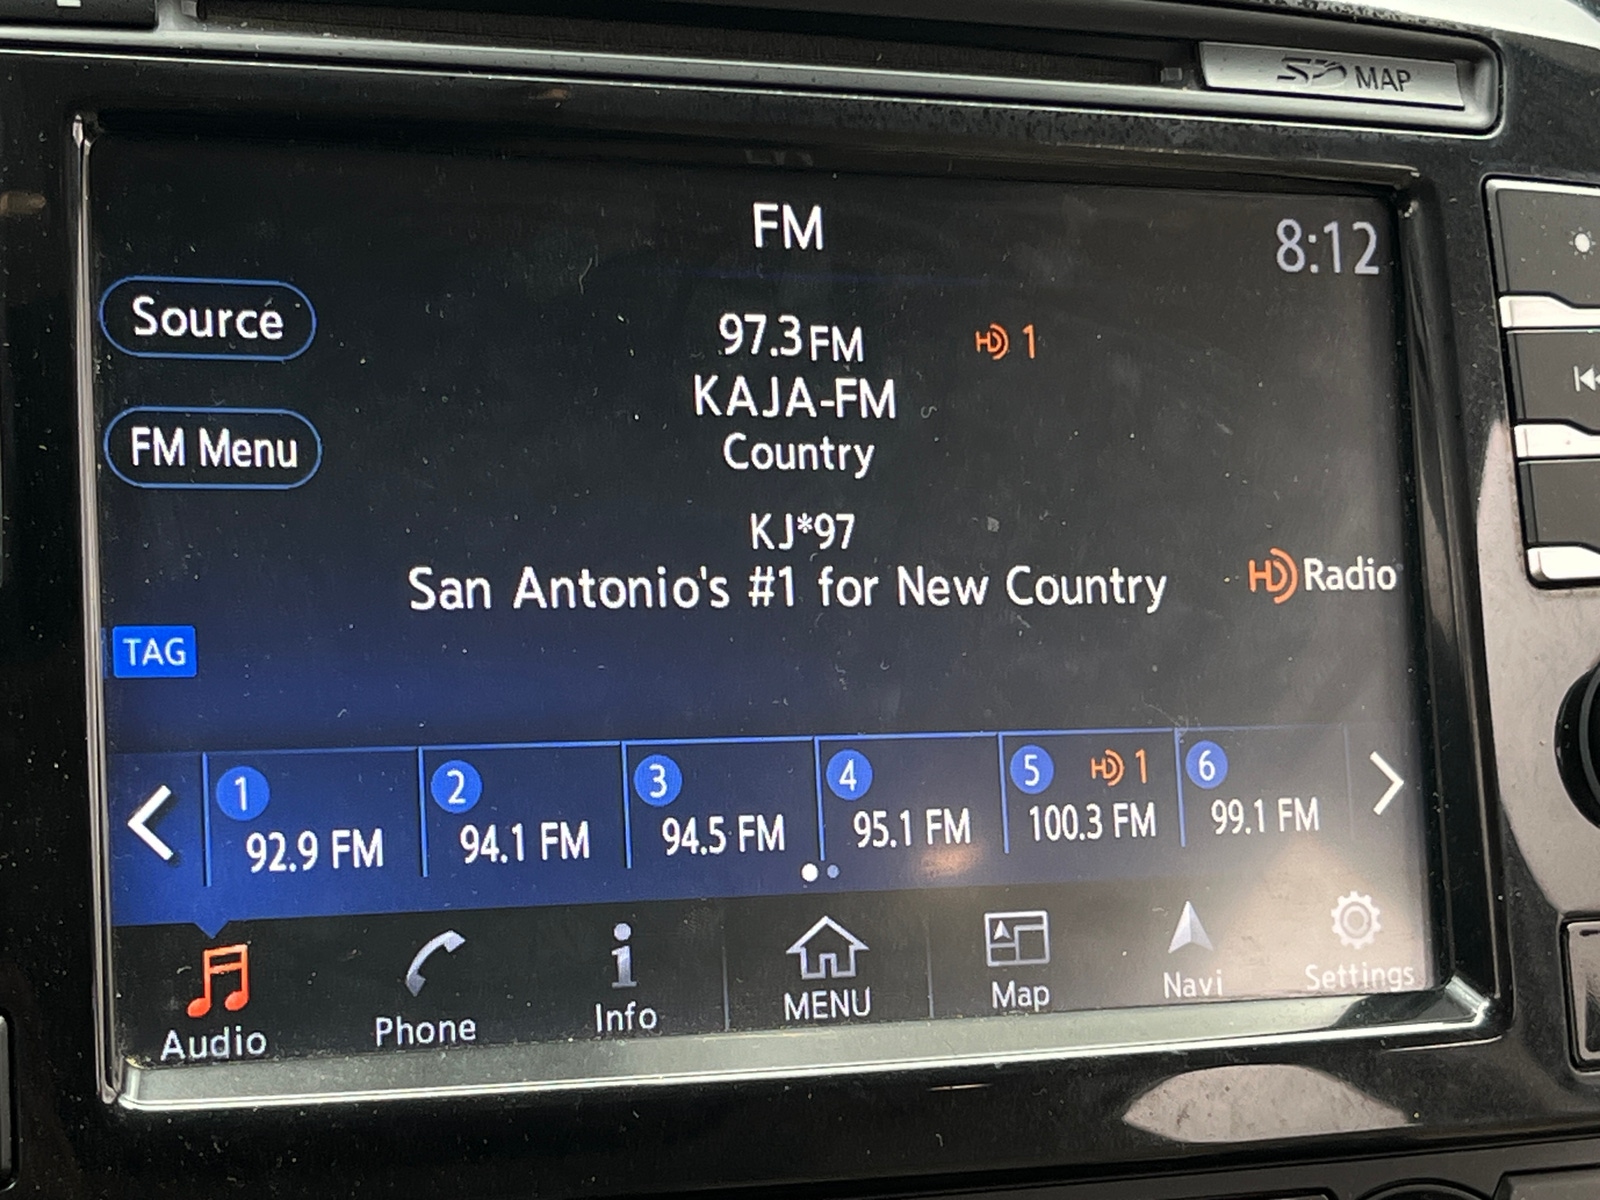 SD MAP
FM
8:12
Source
97.3 FM HD 1
KAJA-FM
FM Menu
Country
KJ*97
San Antonio's #1 for New Country
HD Radio
TAG
1 2 3 4 5 HD 1 6
92.9 FM 94.1 FM 94.5 FM 95.1 FM 100.3 FM 99.1 FM
Audio Phone Info MENU Map Navi Settings